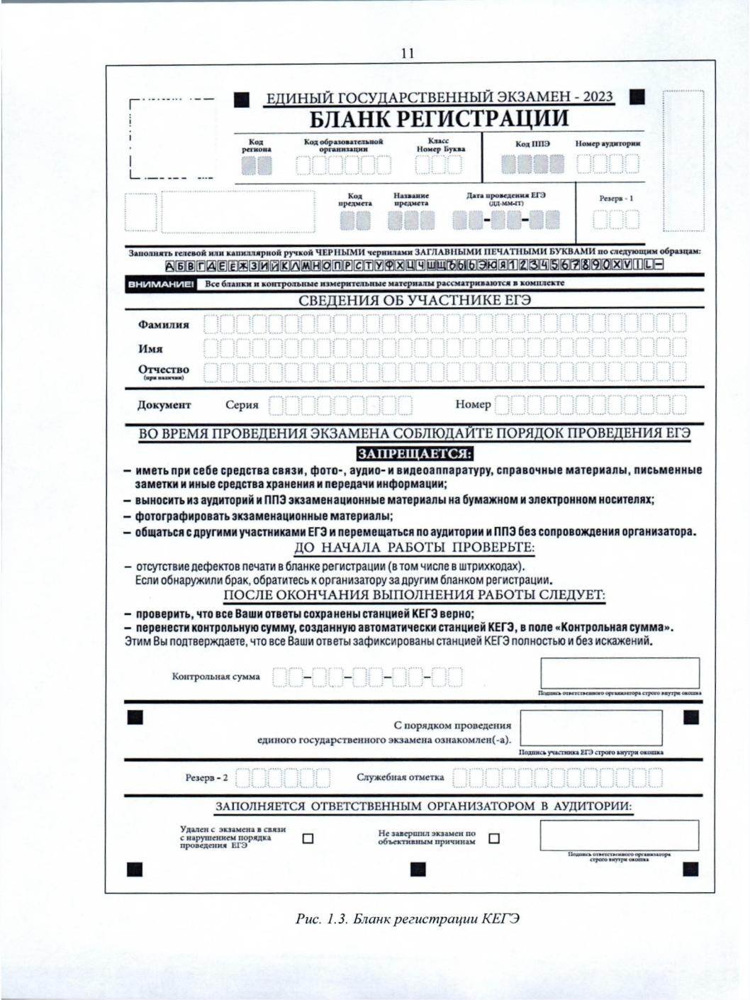 11
ЕДИНЫЙ ГОСУДАРСТВЕННЫЙ ЭКЗАМЕН - 2023
БЛАНК РЕГИСТРАЦИИ
Код региона
Код образовательной организации
Класс
Номер Буква
Код ППЭ
Номер аудитории
Код предмета
Название предмета
Дата проведения ЕГЭ
(ДД-ММ-ГГ)
Резерв - 1
Заполнять гелевой или капиллярной ручкой ЧЕРНЫМИ чернилами ЗАГЛАВНЫМИ ПЕЧАТНЫМИ БУКВАМИ по следующим образцам:
АБВГДЕЁЖЗИЙКЛМНОПРСТУФХЦЧШЩЪЫЬЭЮЯ1234567890XVIL-
ВНИМАНИЕ! Все бланки и контрольные измерительные материалы рассматриваются в комплекте
СВЕДЕНИЯ ОБ УЧАСТНИКЕ ЕГЭ
Фамилия
Имя
Отчество
(при наличии)
Документ Серия Номер
ВО ВРЕМЯ ПРОВЕДЕНИЯ ЭКЗАМЕНА СОБЛЮДАЙТЕ ПОРЯДОК ПРОВЕДЕНИЯ ЕГЭ
ЗАПРЕЩАЕТСЯ:
– иметь при себе средства связи, фото-, аудио- и видеоаппаратуру, справочные материалы, письменные
заметки и иные средства хранения и передачи информации;
– выносить из аудиторий и ППЭ экзаменационные материалы на бумажном и электронном носителях;
– фотографировать экзаменационные материалы;
– общаться с другими участниками ЕГЭ и перемещаться по аудитории и ППЭ без сопровождения организатора.
ДО НАЧАЛА РАБОТЫ ПРОВЕРЬТЕ:
– отсутствие дефектов печати в бланке регистрации (в том числе в штрихкодах).
Если обнаружили брак, обратитесь к организатору за другим бланком регистрации.
ПОСЛЕ ОКОНЧАНИЯ ВЫПОЛНЕНИЯ РАБОТЫ СЛЕДУЕТ:
– проверить, что все Ваши ответы сохранены станцией КЕГЭ верно;
– перенести контрольную сумму, созданную автоматически станцией КЕГЭ, в поле «Контрольная сумма».
Этим Вы подтверждаете, что все Ваши ответы зафиксированы станцией КЕГЭ полностью и без искажений.
Контрольная сумма
Подпись ответственного организатора строго внутри окошка
С порядком проведения
единого государственного экзамена ознакомлен(-а).
Подпись участника ЕГЭ строго внутри окошка
Резерв - 2 Служебная отметка
ЗАПОЛНЯЕТСЯ ОТВЕТСТВЕННЫМ ОРГАНИЗАТОРОМ В АУДИТОРИИ:
Удален с экзамена в связи
с нарушением порядка
проведения ЕГЭ
Не завершил экзамен по
объективным причинам
Подпись ответственного организатора
строго внутри окошка
Рис. 1.3. Бланк регистрации КЕГЭ